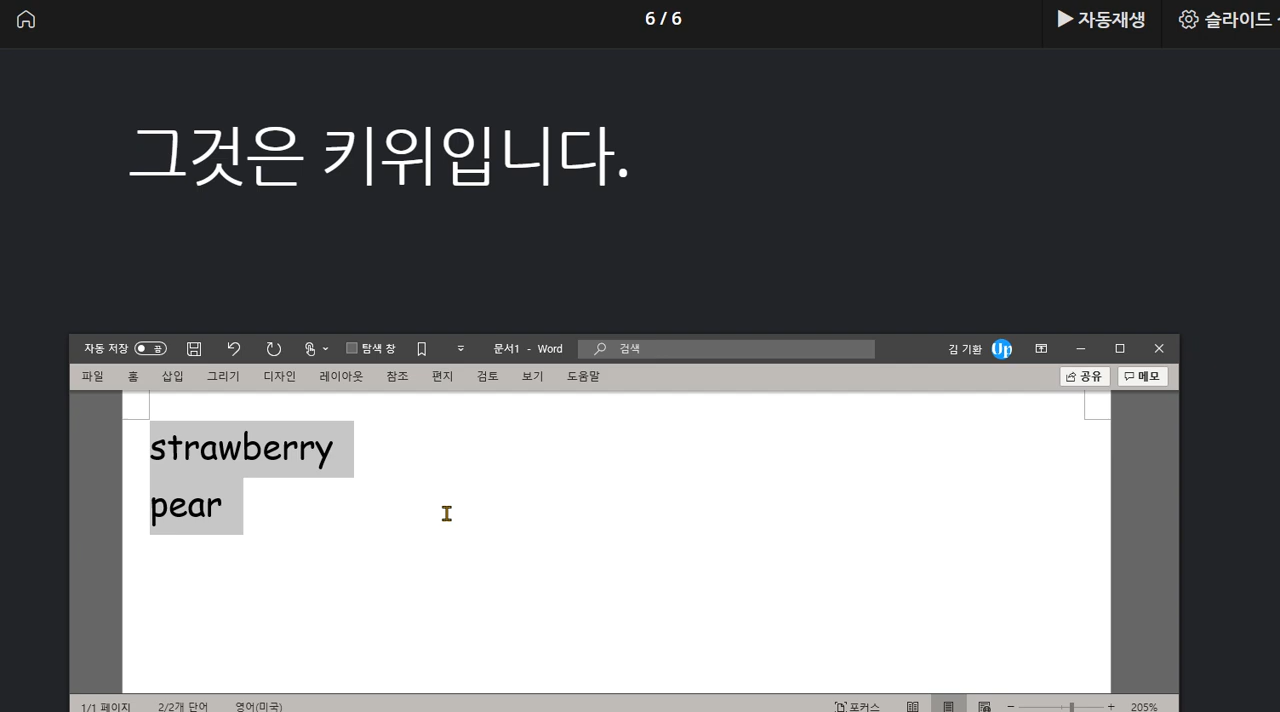 6 / 6
자동재생
슬라이드
그것은 키위입니다.
자동 저장 끔 탐색 창 문서1 - Word 검색 김 기환 Up
파일 홈 삽입 그리기 디자인 레이아웃 참조 편지 검토 보기 도움말 공유 메모
strawberry
pear
1/1 페이지 2/2개 단어 영어(미국) 포커스 205%